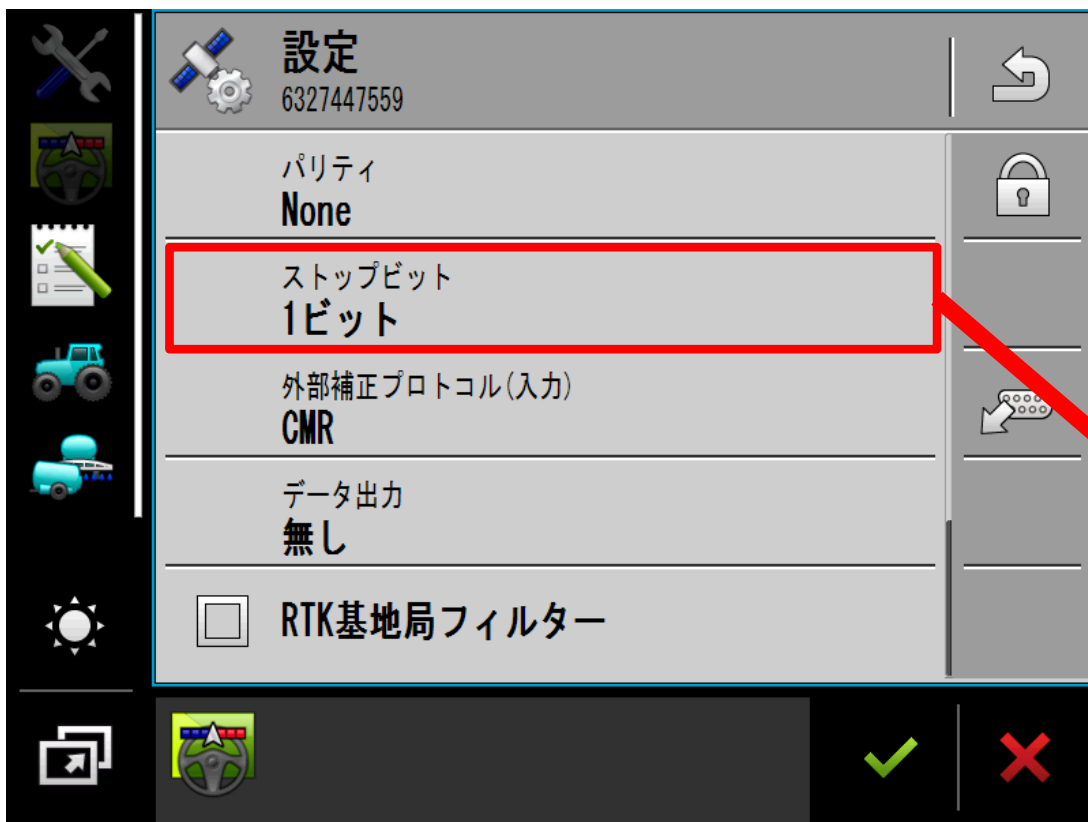 設定
6327447559
パリティ
None
ストップビット
1ビット
外部補正プロトコル(入力)
CMR
データ出力
無し
RTK基地局フィルター